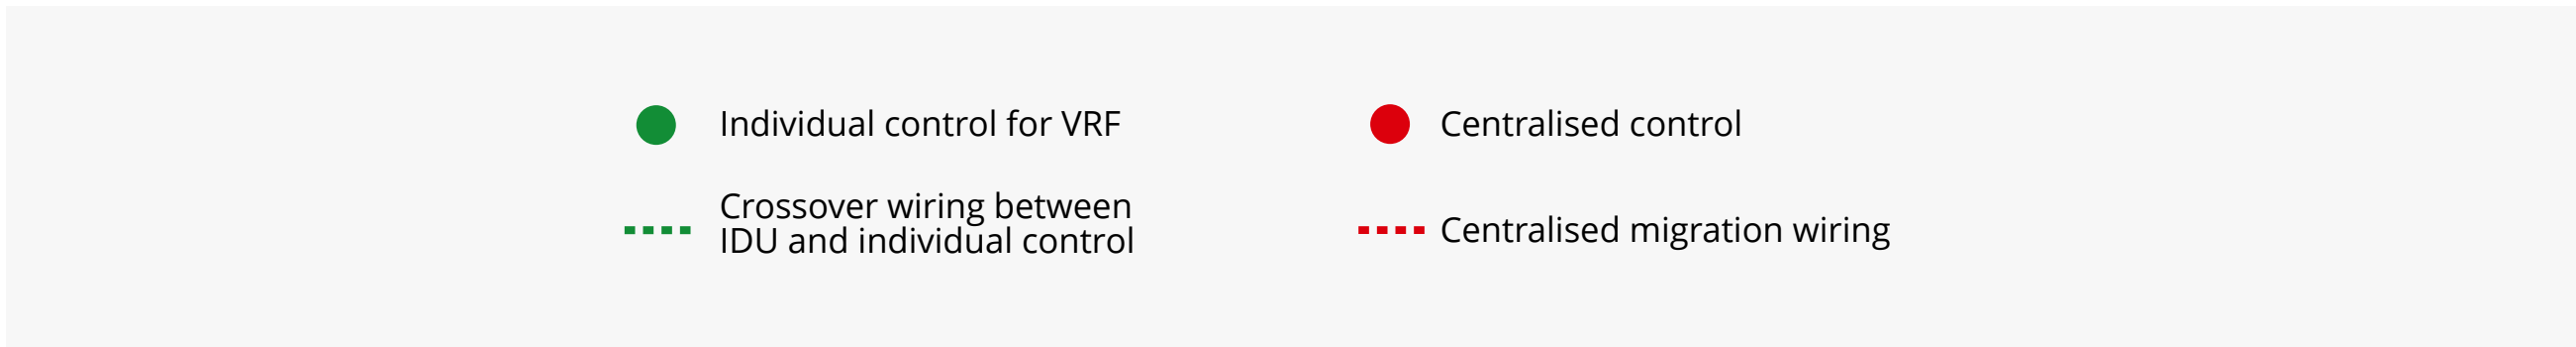 Individual control for VRF
Centralised control
Crossover wiring between
IDU and individual control
Centralised migration wiring